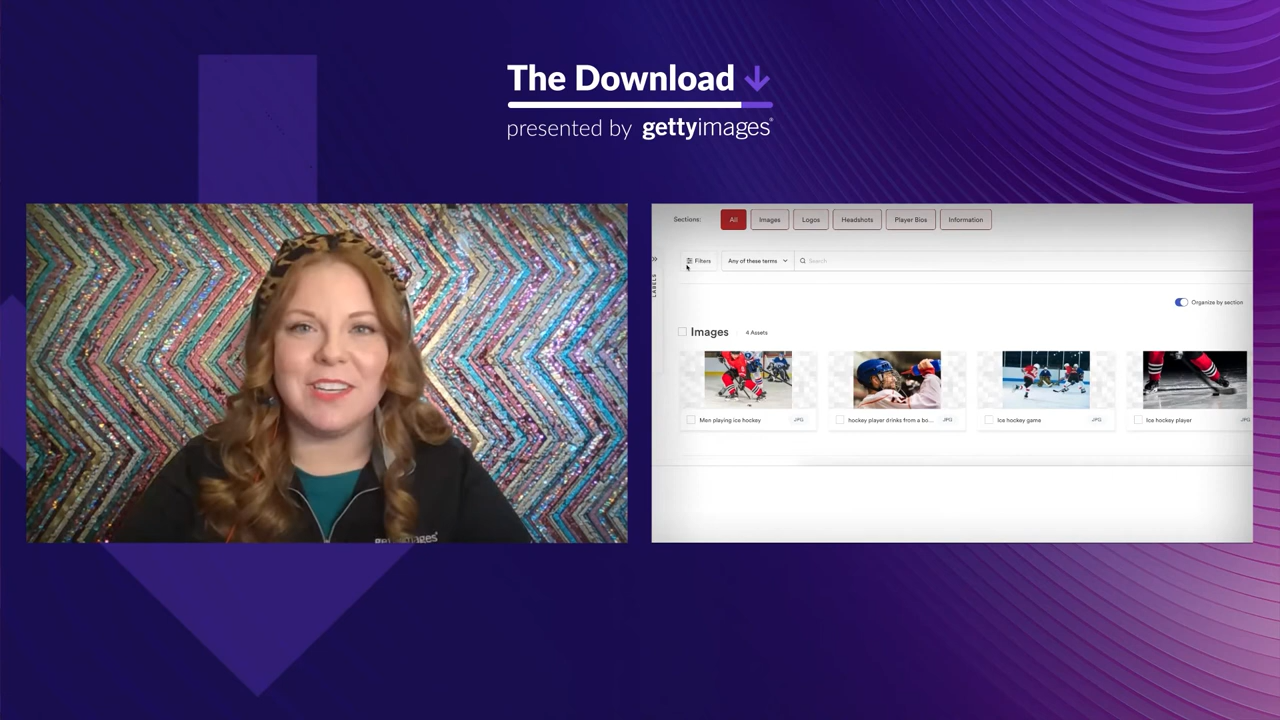 The Download
presented by gettyimages®
gettyimages®
Sections: All Images Logos Headshots Player Bios Information
LABELS
Filters Any of these terms Search
Organize by section
Images 4 Assets
Men playing ice hockey JPG
hockey player drinks from a bo... JPG
Ice hockey game JPG
Ice hockey player JPG